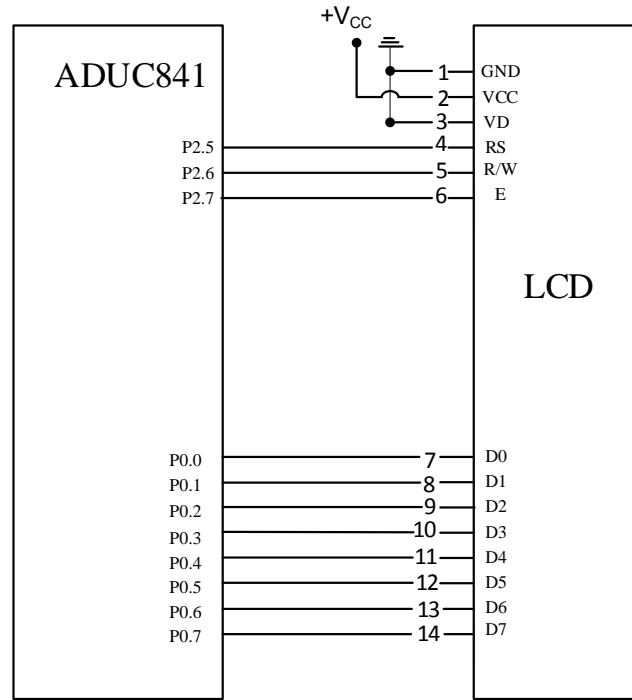 +VCC
ADUC841
1 GND
2 VCC
3 VD
P2.5 4 RS
P2.6 5 R/W
P2.7 6 E
LCD
P0.0 7 D0
P0.1 8 D1
P0.2 9 D2
P0.3 10 D3
P0.4 11 D4
P0.5 12 D5
P0.6 13 D6
P0.7 14 D7